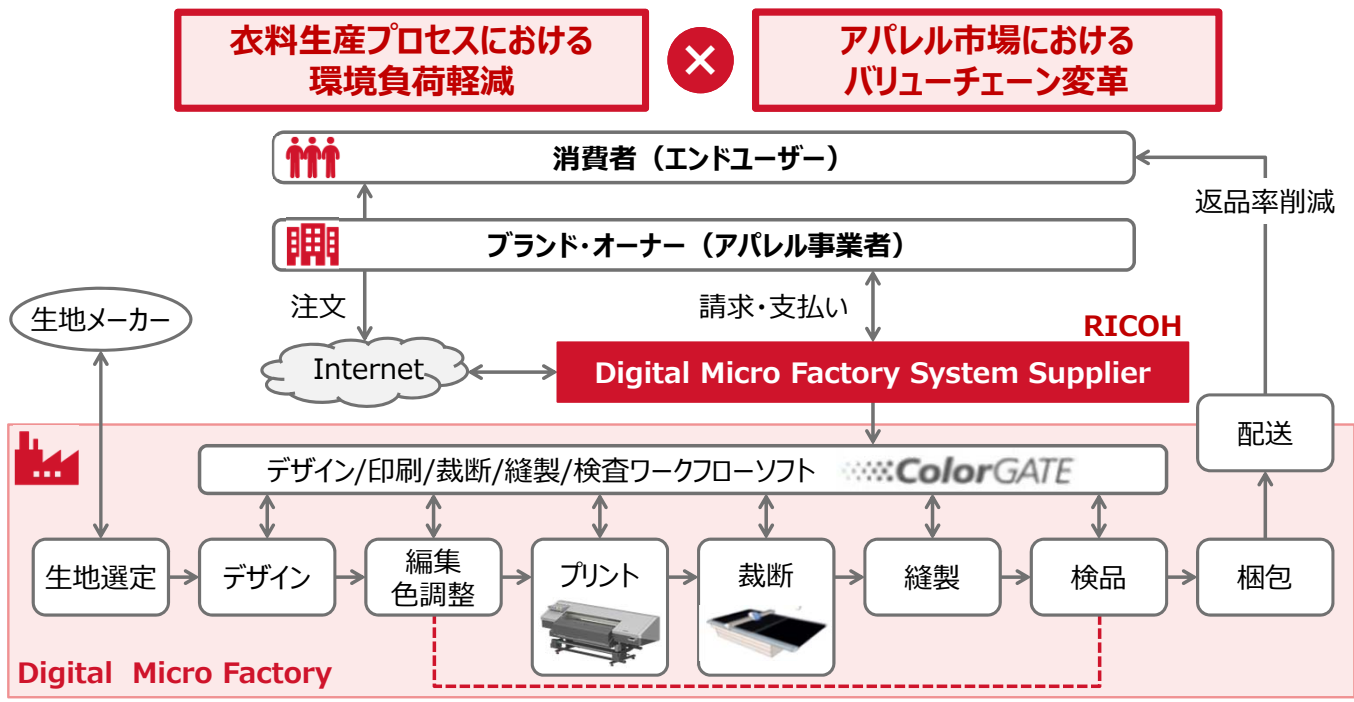 衣料生産プロセスにおける
環境負荷軽減
アパレル市場における
バリューチェーン変革
消費者（エンドユーザー）
返品率削減
ブランド・オーナー（アパレル事業者）
生地メーカー
注文
請求・支払い
RICOH
Internet
Digital Micro Factory System Supplier
配送
デザイン/印刷/裁断/縫製/検査ワークフローソフト
ColorGATE
生地選定
デザイン
編集
色調整
プリント
裁断
縫製
検品
梱包
Digital Micro Factory